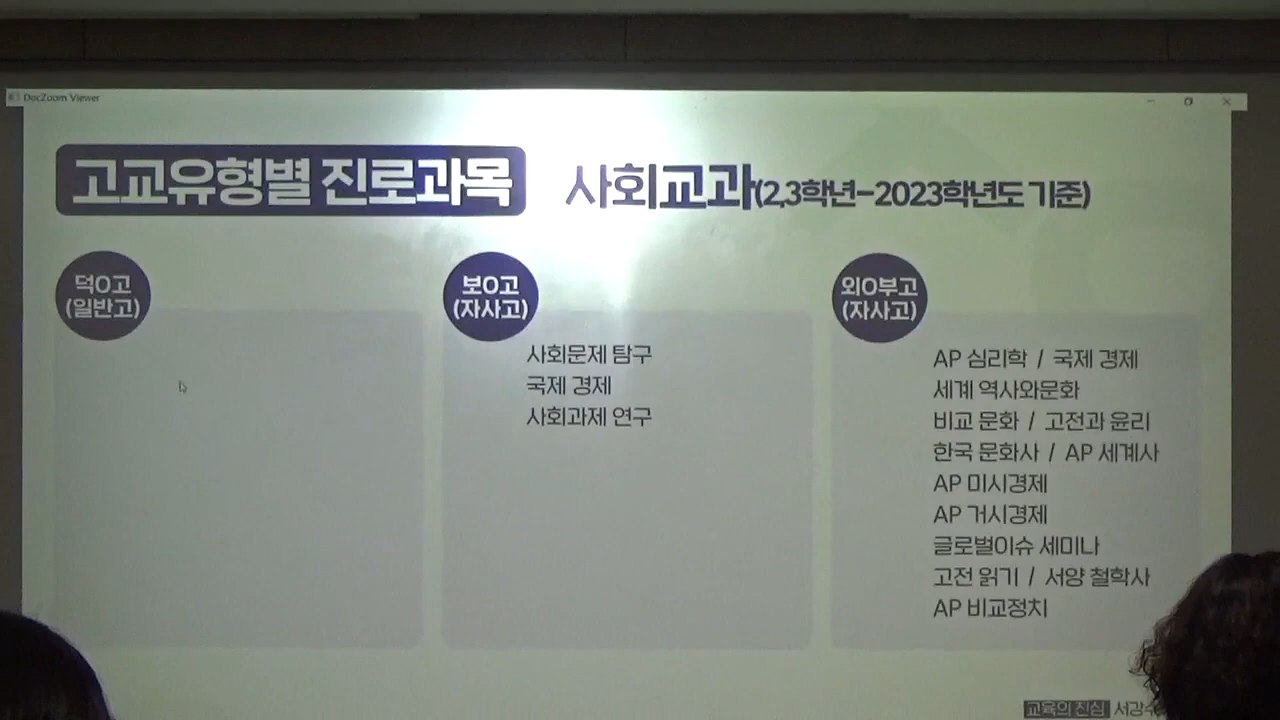 DocZoom Viewer
고교유형별 진로과목 사회교과(2,3학년-2023학년도 기준)
덕O고
(일반고)
보O고
(자사고)
사회문제 탐구
국제 경제
사회과제 연구
외O부고
(자사고)
AP 심리학 / 국제 경제
세계 역사와문화
비교 문화 / 고전과 윤리
한국 문화사 / AP 세계사
AP 미시경제
AP 거시경제
글로벌이슈 세미나
고전 읽기 / 서양 철학사
AP 비교정치
교육의 진심 서강